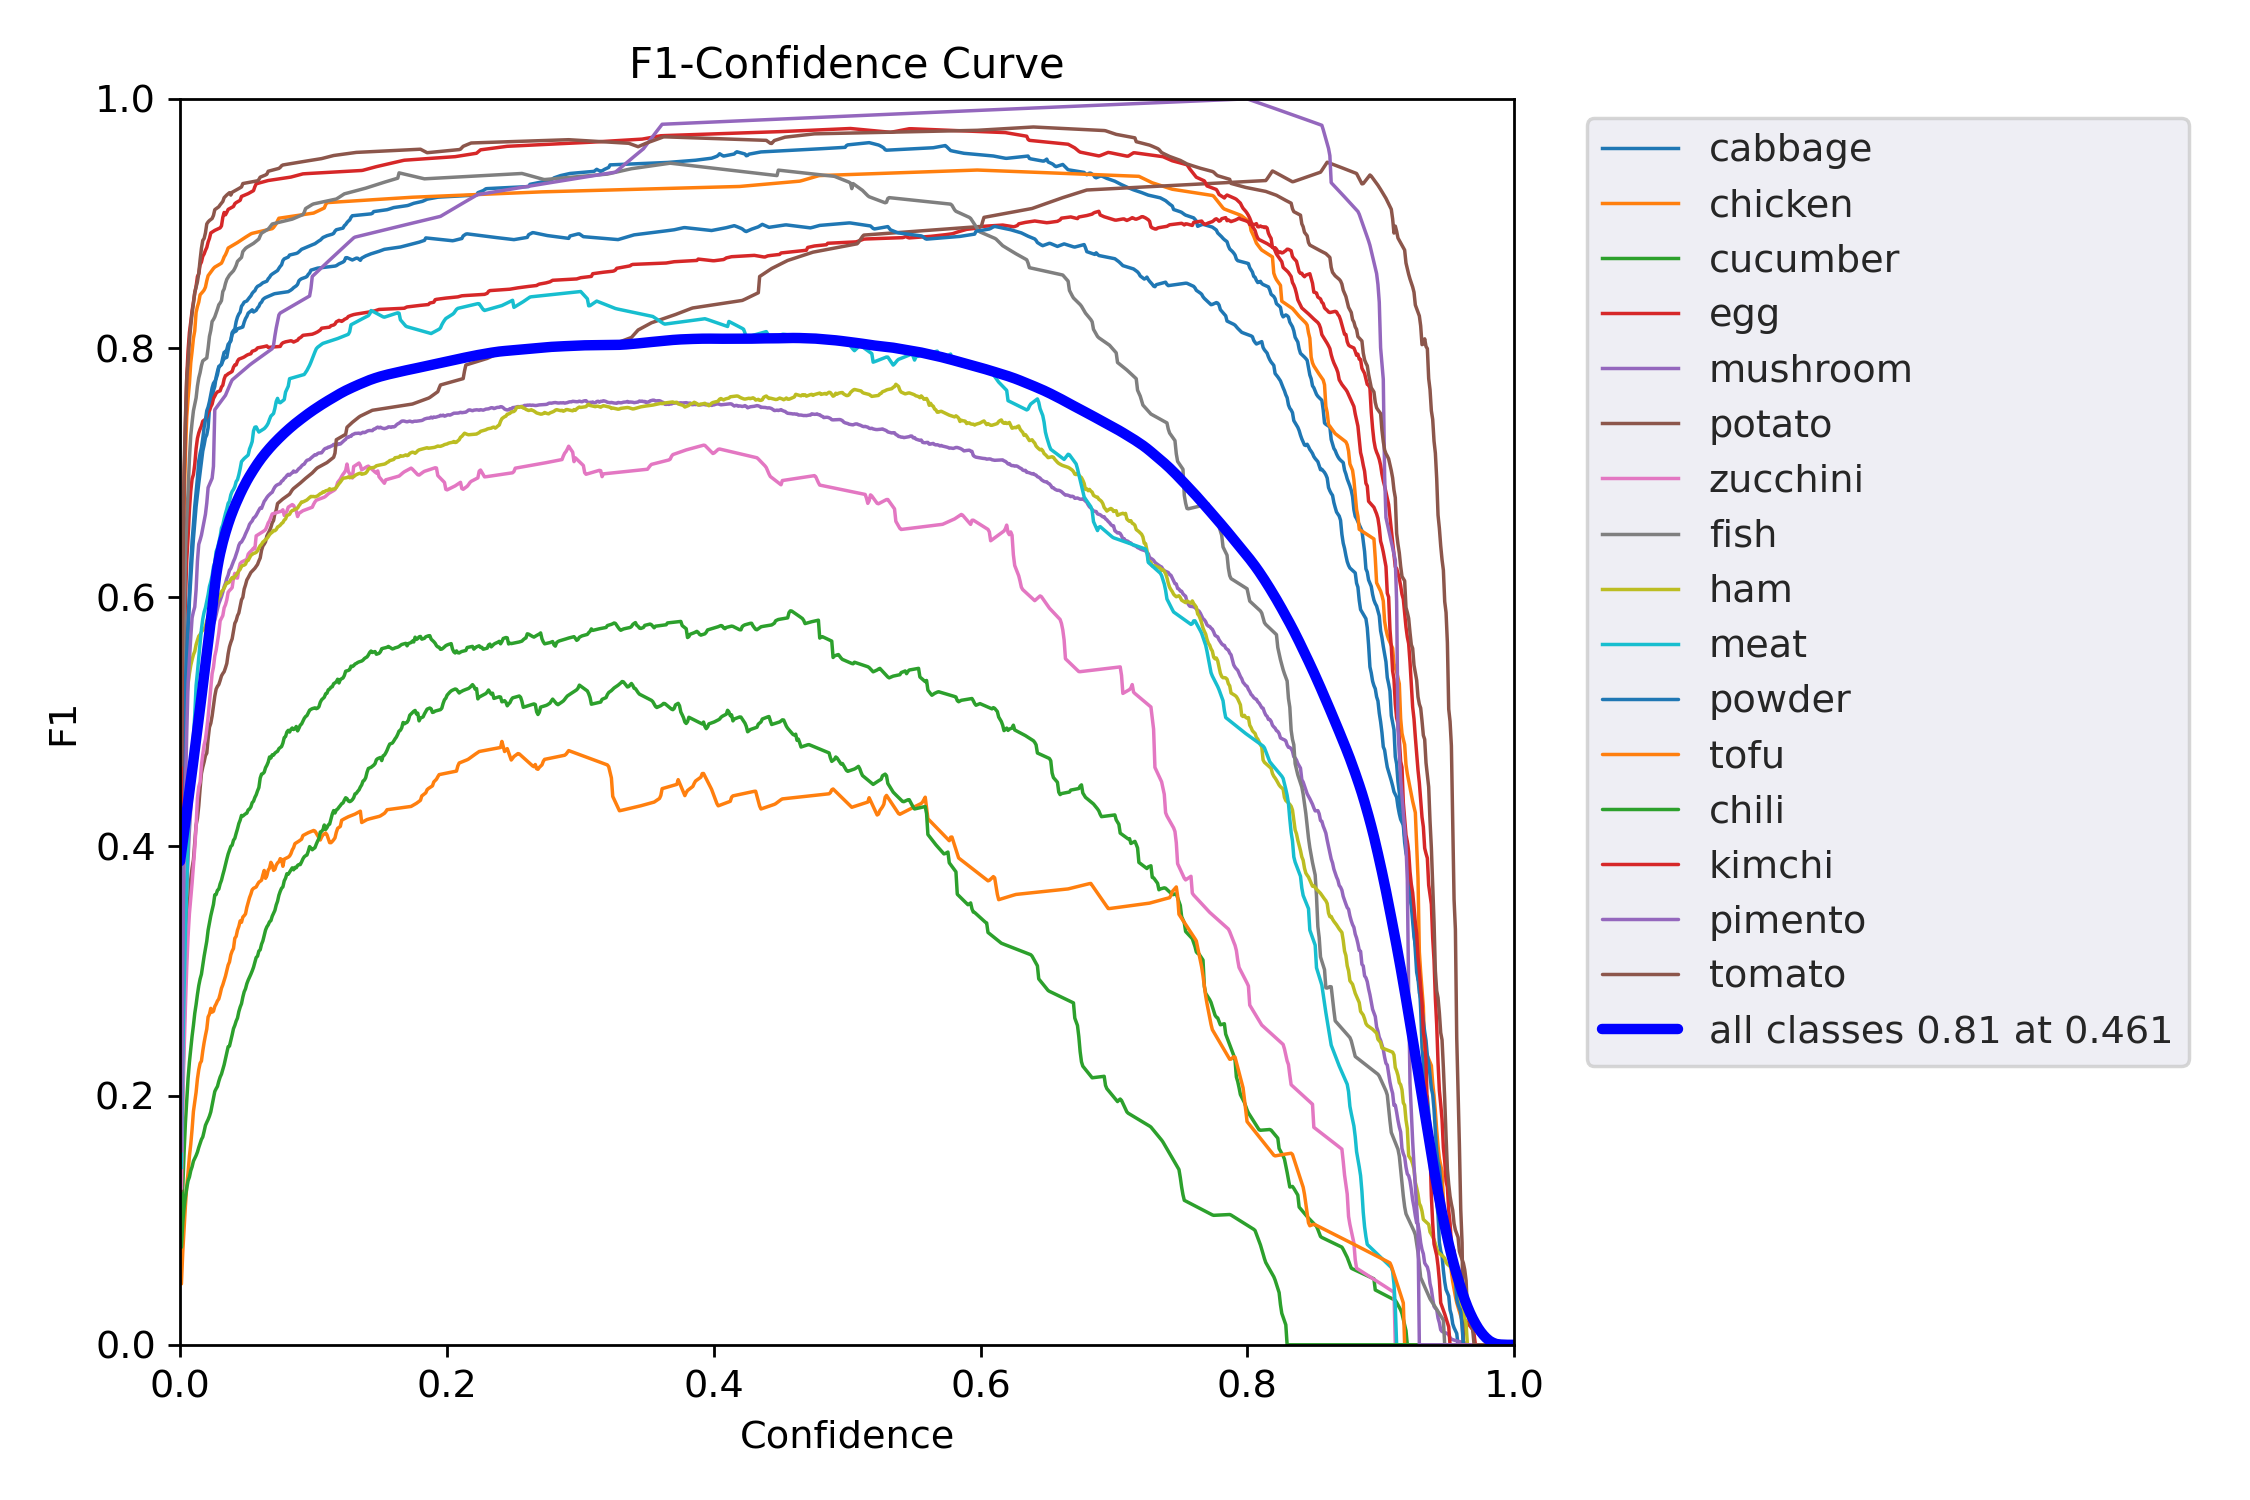 F1-Confidence Curve
1.0
0.8
0.6
0.4
0.2
0.0
F1
0.0 0.2 0.4 0.6 0.8 1.0
Confidence
cabbage
chicken
cucumber
egg
mushroom
potato
zucchini
fish
ham
meat
powder
tofu
chili
kimchi
pimento
tomato
all classes 0.81 at 0.461